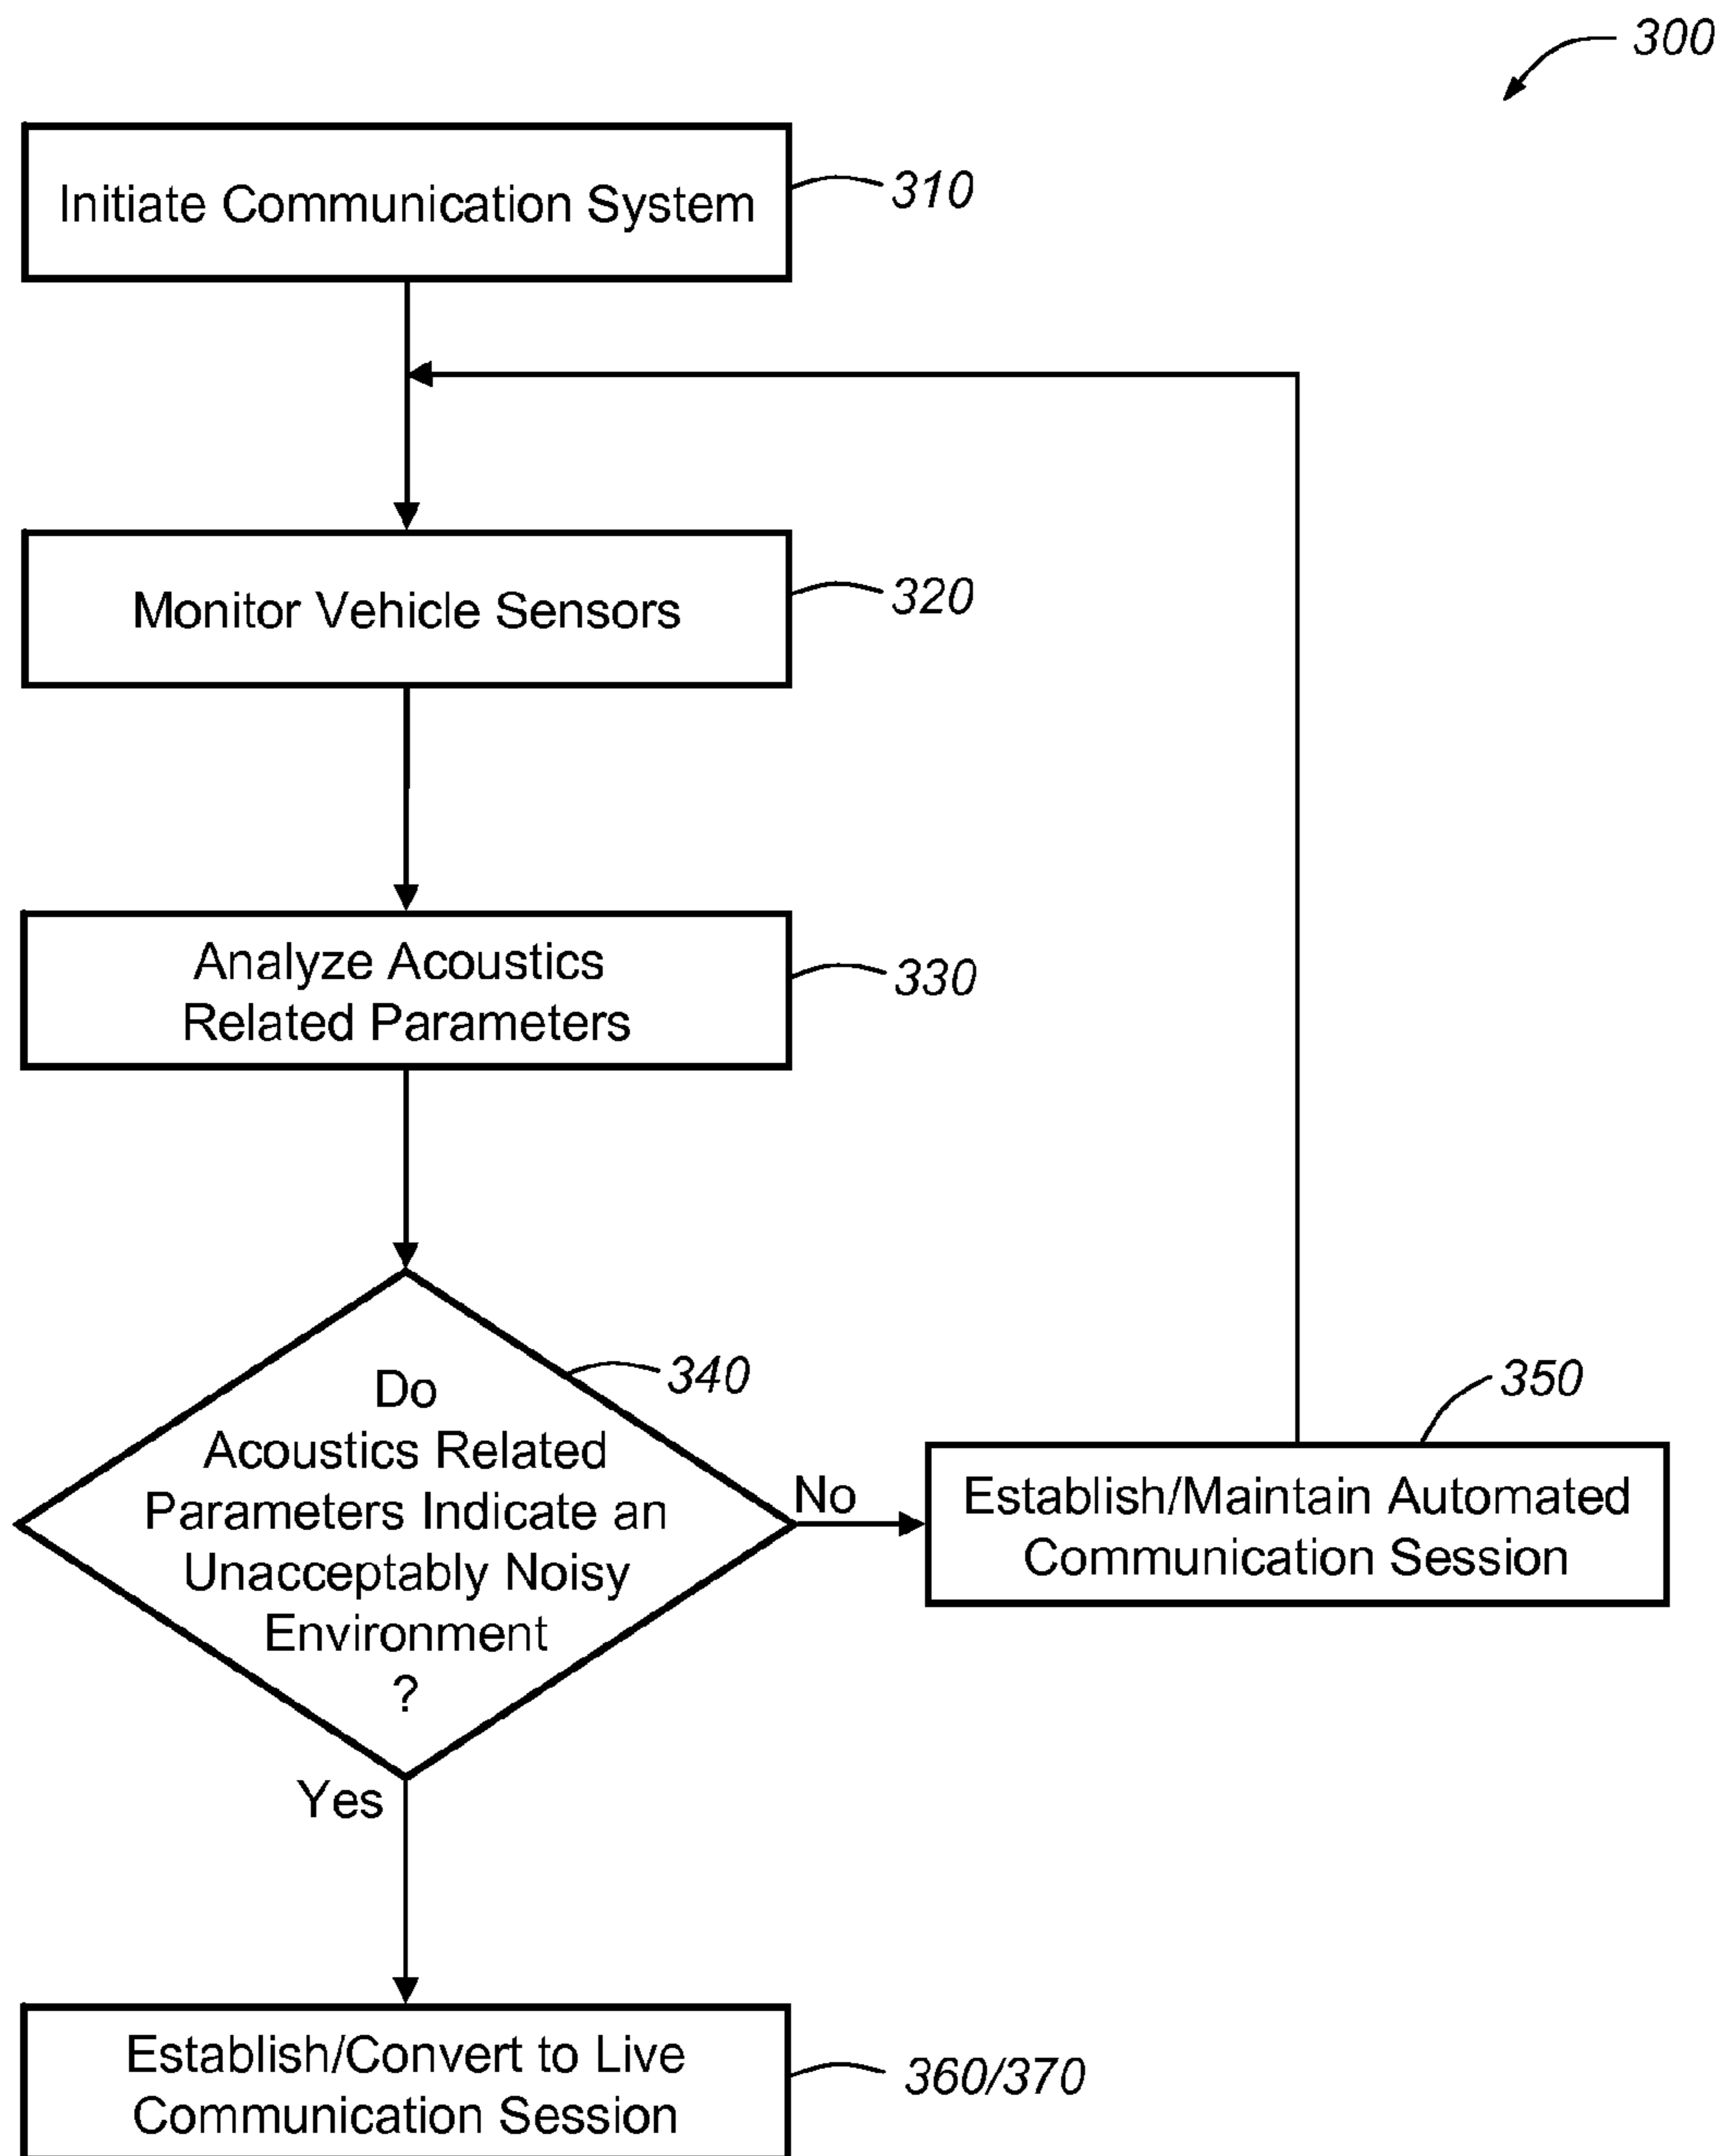 300
Initiate Communication System
310
Monitor Vehicle Sensors
320
Analyze Acoustics
Related Parameters
330
Do
Acoustics Related
Parameters Indicate an
Unacceptably Noisy
Environment
?
340
No
350
Establish/Maintain Automated
Communication Session
Yes
Establish/Convert to Live
Communication Session
360/370